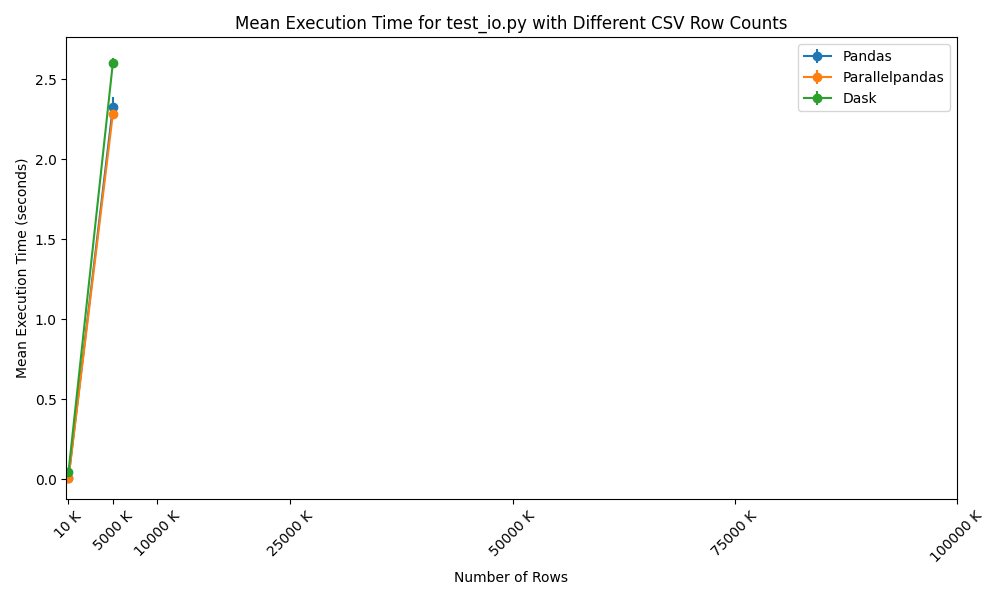 Mean Execution Time for test_io.py with Different CSV Row Counts
Pandas
Parallelpandas
Dask
Mean Execution Time (seconds)
2.5
2.0
1.5
1.0
0.5
0.0
10 K
5000 K
10000 K
25000 K
50000 K
75000 K
100000 K
Number of Rows